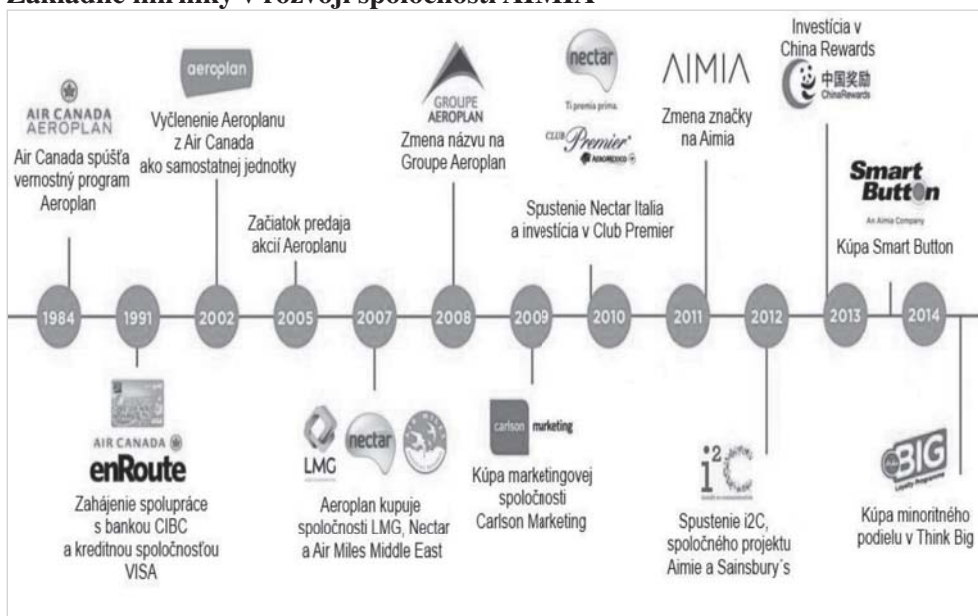 Základné míľniky v rozvoji spoločnosti AIMIA
AIR CANADA
AEROPLAN
Air Canada spúšťa
vernostný program
Aeroplan
aeroplan
Vyčlenenie Aeroplanu
z Air Canada
ako samostatnej jednotky
Začiatok predaja
akcií Aeroplanu
GROUPE
AEROPLAN
Zmena názvu na
Groupe Aeroplan
nectar
Ti premia prima.
CLUB Premier
AEROMEXICO
Spustenie Nectar Italia
a investícia v Club Premier
AIMIA
Zmena značky
na Aimia
Investícia v
China Rewards
中国奖励
ChinaRewards
Smart
Button
An Aimia Company
Kúpa Smart Button
1984
1991
2002
2005
2007
2008
2009
2010
2011
2012
2013
2014
AIR CANADA
enRoute
Zahájenie spolupráce
s bankou CIBC
a kreditnou spoločnosťou
VISA
LMG
nectar
Aeroplan kupuje
spoločnosti LMG, Nectar
a Air Miles Middle East
carlson marketing
Kúpa marketingovej
spoločnosti
Carlson Marketing
i²C
Spustenie i2C,
spoločného projektu
Aimie a Sainsbury´s
BIG
Loyalty Programme
Kúpa minoritného
podielu v Think Big